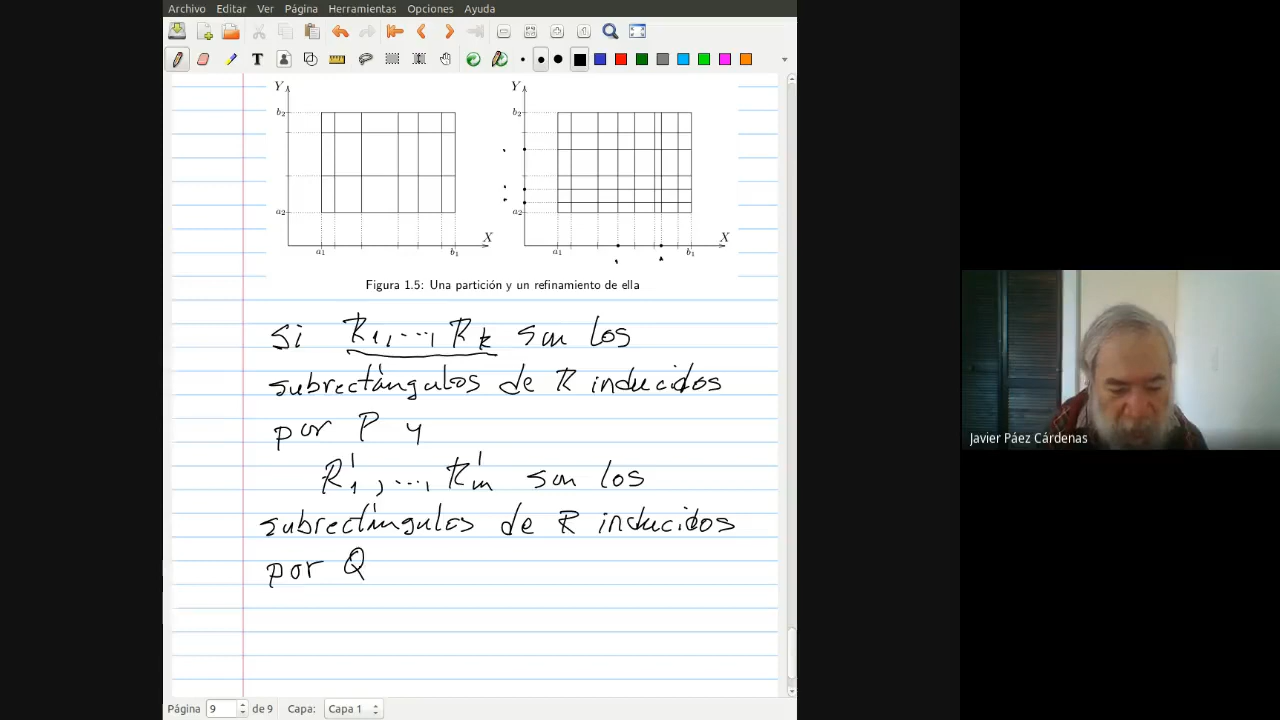 Archivo Editar Ver Página Herramientas Opciones Ayuda
Y
b2
a2
a1
b1
X
Y
b2
a2
a1
b1
X
Figura 1.5: Una partición y un refinamiento de ella
Si R1, ..., Rk son los
subrectángulos de R inducidos
por P y
R'1, ..., R'm son los
subrectángulos de R inducidos
por Q
Javier Páez Cárdenas
Página 9 de 9 Capa: Capa 1